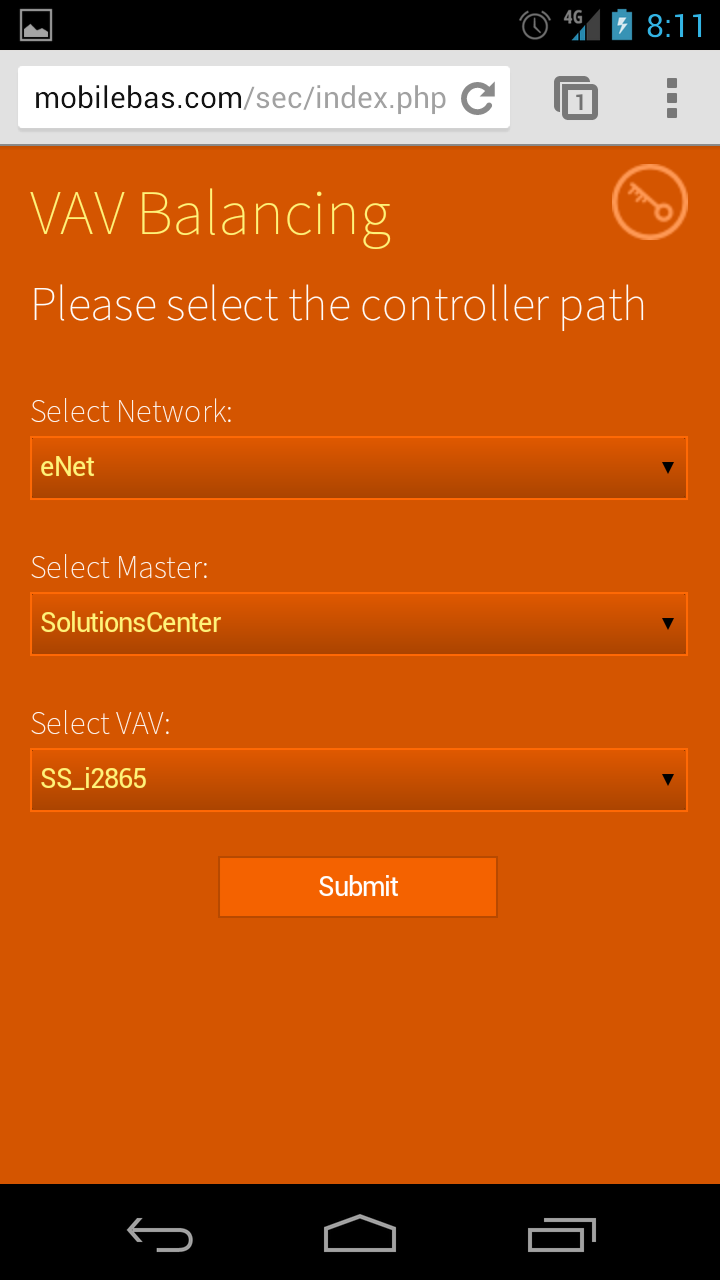 4G 8:11
mobilebas.com/sec/index.php 1
VAV Balancing
Please select the controller path
Select Network:
eNet
Select Master:
SolutionsCenter
Select VAV:
SS_i2865
Submit